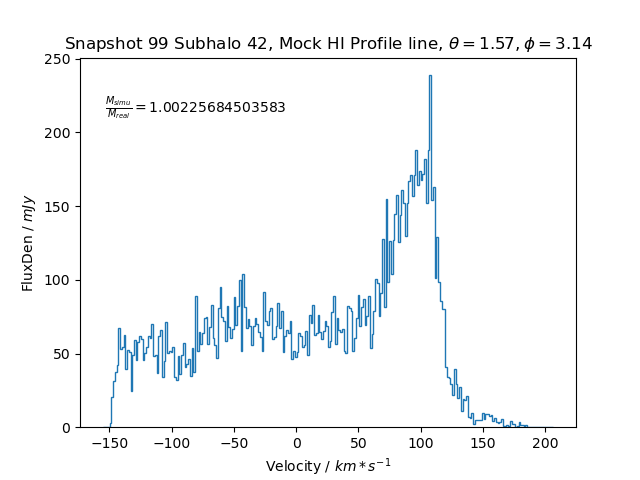 Snapshot 99 Subhalo 42, Mock HI Profile line, θ = 1.57, ϕ = 3.14
M_simu/M_real = 1.00225684503583
FluxDen / mJy
250
200
150
100
50
0
−150 −100 −50 0 50 100 150 200
Velocity / km * s⁻¹